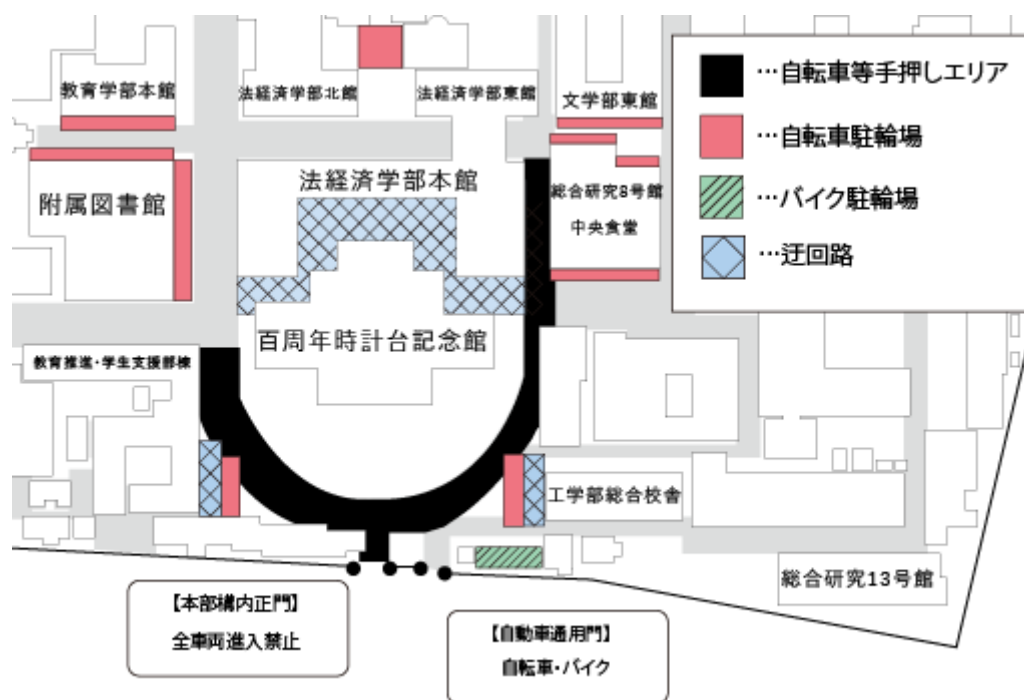 教育学部本館
法経済学部北館
法経済学部東館
文学部東館
…自転車等手押しエリア
…自転車駐輪場
…バイク駐輪場
…迂回路
附属図書館
法経済学部本館
総合研究8号館
中央食堂
百周年時計台記念館
教育推進・学生支援部棟
工学部総合校舎
総合研究13号館
【本部構内正門】
全車両進入禁止
【自動車通用門】
自転車・バイク